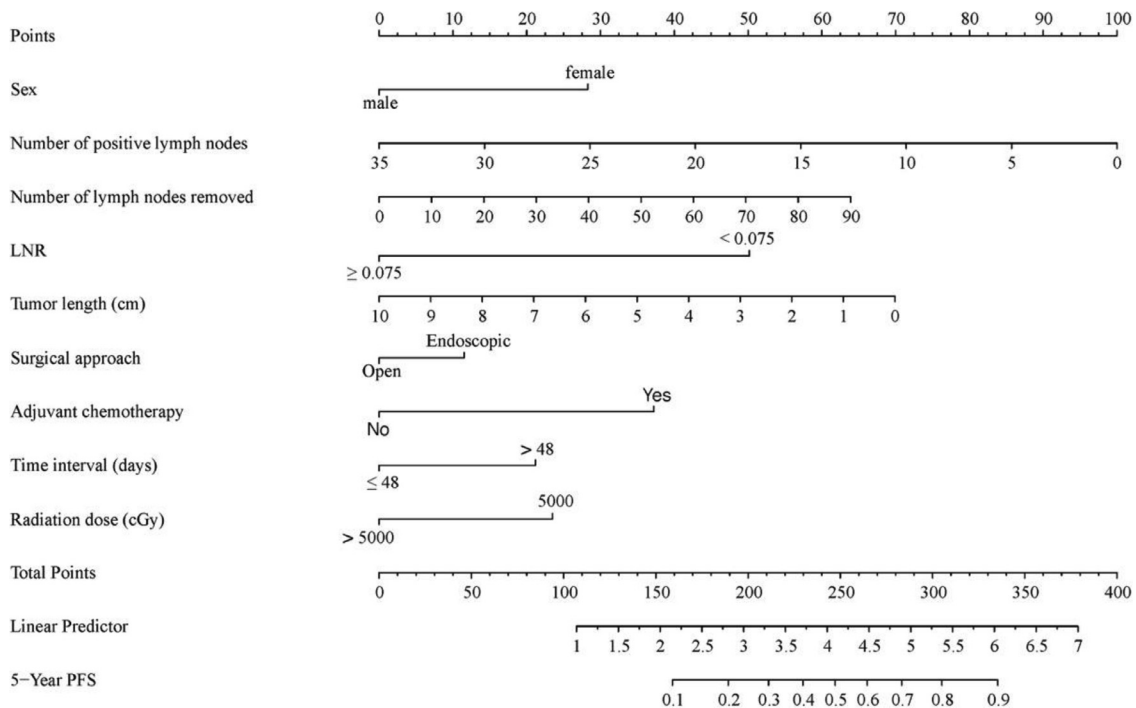 Points
0 10 20 30 40 50 60 70 80 90 100
Sex
female
male
Number of positive lymph nodes
35 30 25 20 15 10 5 0
Number of lymph nodes removed
0 10 20 30 40 50 60 70 80 90
LNR
< 0.075
≥ 0.075
Tumor length (cm)
10 9 8 7 6 5 4 3 2 1 0
Surgical approach
Endoscopic
Open
Adjuvant chemotherapy
Yes
No
Time interval (days)
> 48
≤ 48
Radiation dose (cGy)
5000
> 5000
Total Points
0 50 100 150 200 250 300 350 400
Linear Predictor
1 1.5 2 2.5 3 3.5 4 4.5 5 5.5 6 6.5 7
5−Year PFS
0.1 0.2 0.3 0.4 0.5 0.6 0.7 0.8 0.9